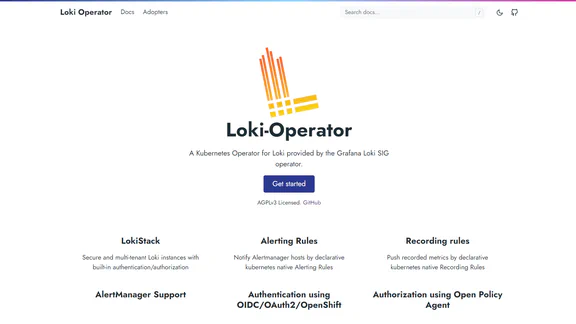 Loki Operator Docs Adopters Search docs... /
Loki-Operator
A Kubernetes Operator for Loki provided by the Grafana Loki SIG
operator.
Get started
AGPLv3 Licensed. GitHub
LokiStack Alerting Rules Recording rules
Secure and multi-tenant Loki instances with Notify Alertmanager hosts by declarative Push recorded metrics by declarative
built-in authentication/authorization kubernetes native Alerting Rules kubernetes native Recording Rules
AlertManager Support Authentication using Authorization using Open Policy
OIDC/OAuth2/OpenShift Agent